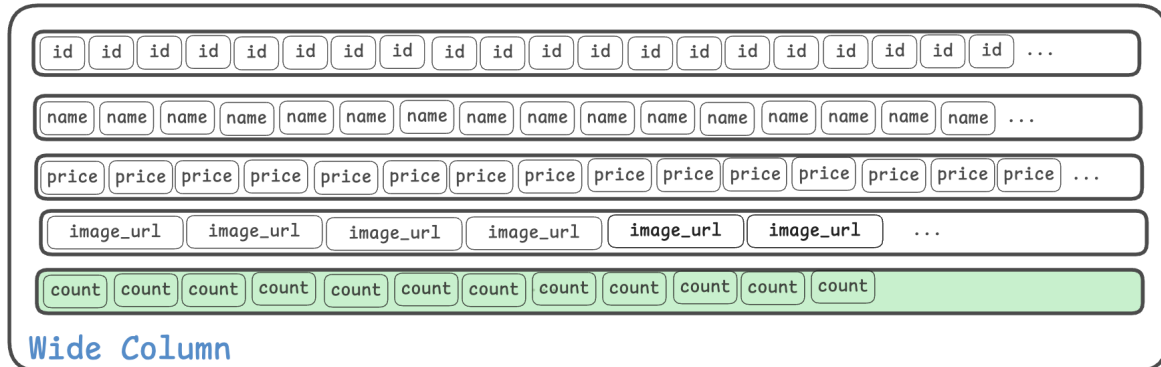 id id id id id id id id id id id id id id id id id id id id ...
name name name name name name name name name name name name name name name name ...
price price price price price price price price price price price price price price price ...
image_url image_url image_url image_url image_url image_url ...
count count count count count count count count count count count count
Wide Column